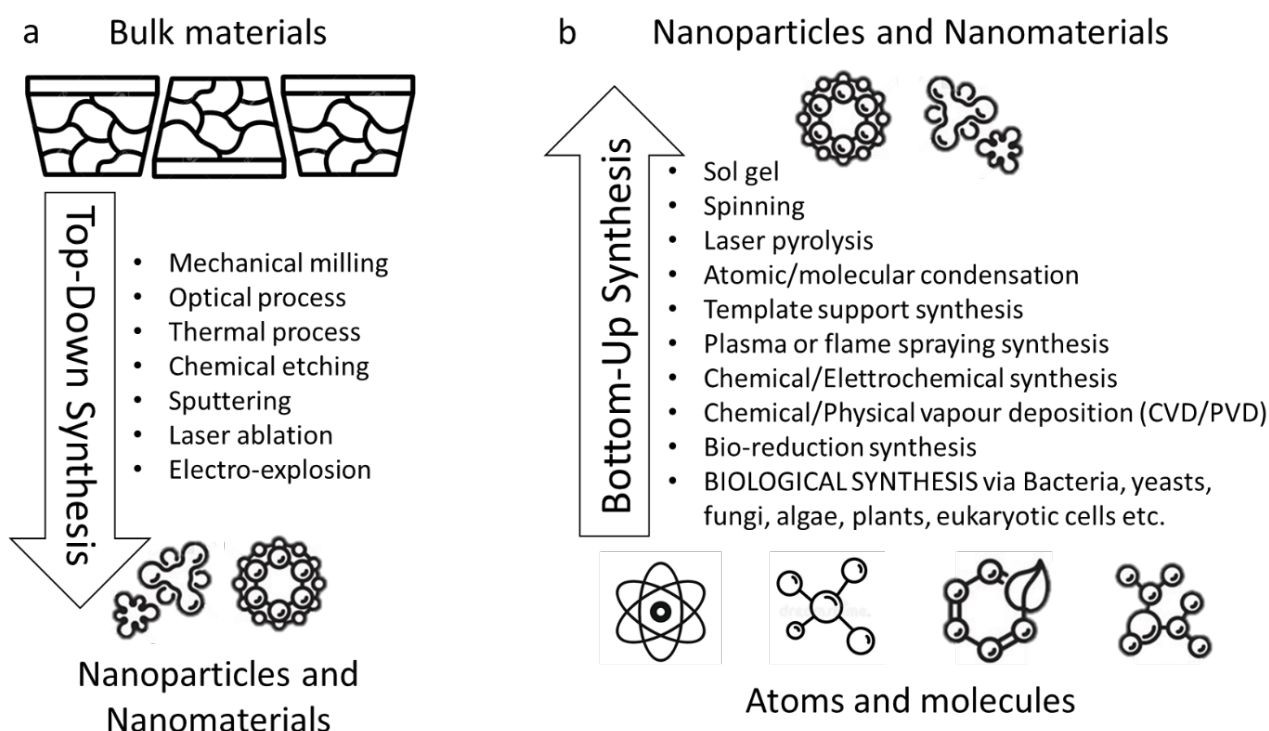 a
Bulk materials
Top-Down Synthesis
• Mechanical milling
• Optical process
• Thermal process
• Chemical etching
• Sputtering
• Laser ablation
• Electro-explosion
Nanoparticles and
Nanomaterials
b
Nanoparticles and Nanomaterials
Bottom-Up Synthesis
• Sol gel
• Spinning
• Laser pyrolysis
• Atomic/molecular condensation
• Template support synthesis
• Plasma or flame spraying synthesis
• Chemical/Elettrochemical synthesis
• Chemical/Physical vapour deposition (CVD/PVD)
• Bio-reduction synthesis
• BIOLOGICAL SYNTHESIS via Bacteria, yeasts,
fungi, algae, plants, eukaryotic cells etc.
Atoms and molecules